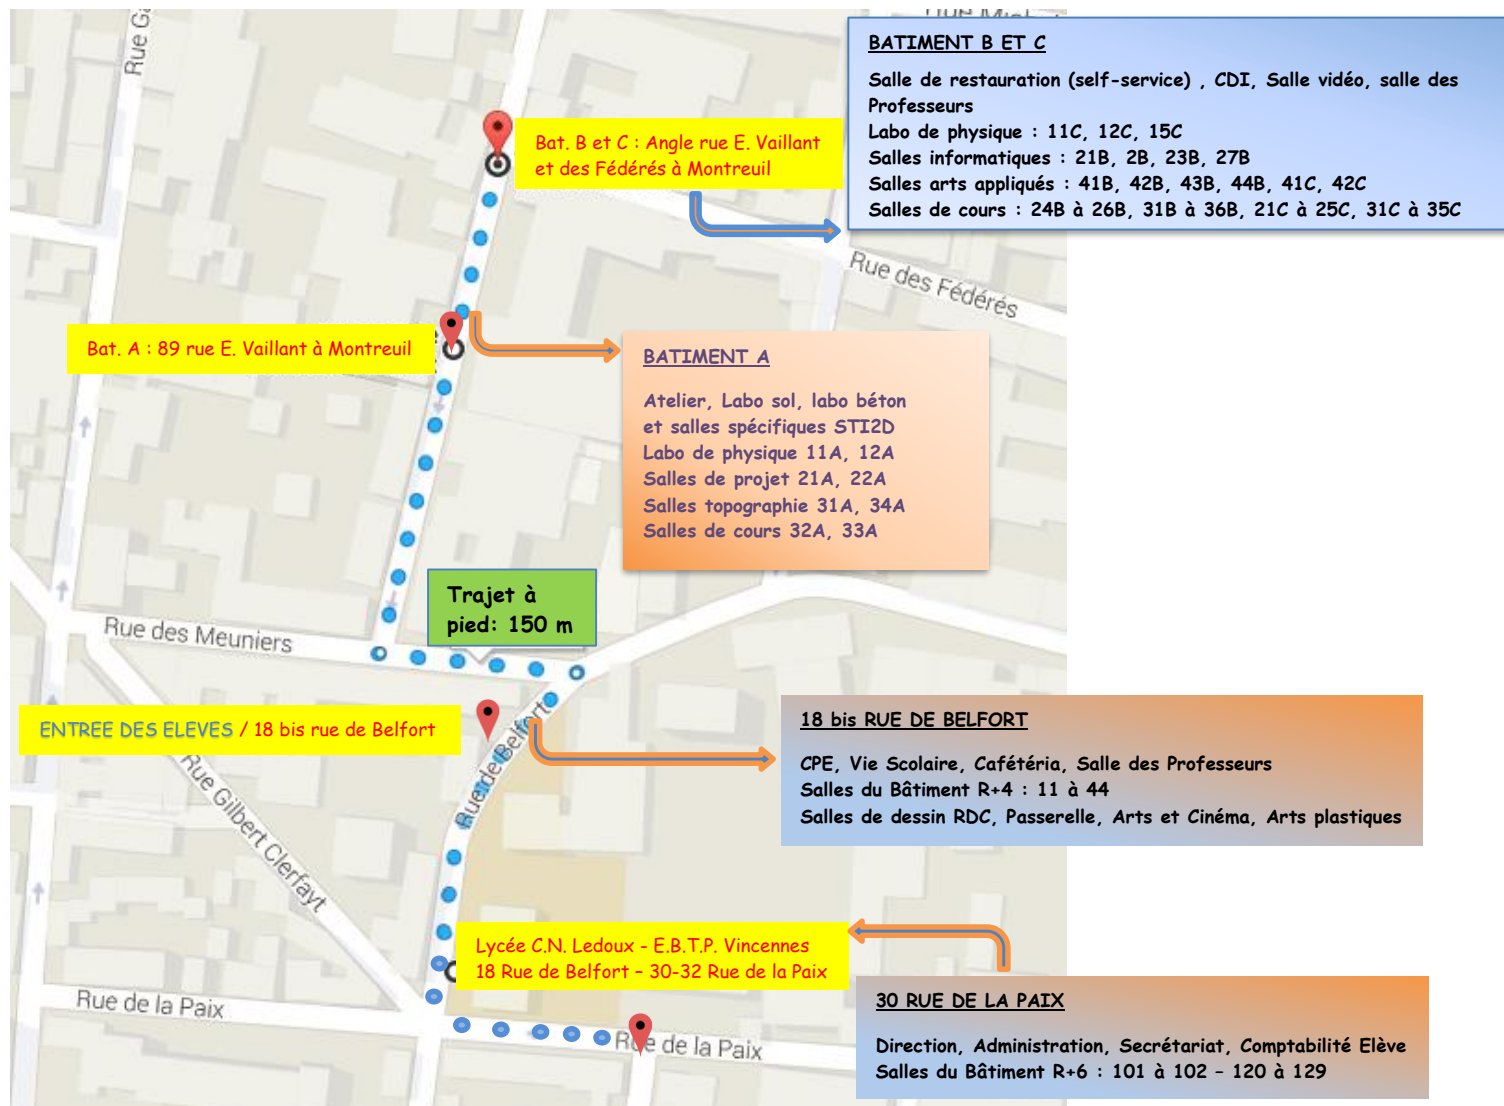 BATIMENT B ET C
Salle de restauration (self-service) , CDI, Salle vidéo, salle des
Professeurs
Labo de physique : 11C, 12C, 15C
Salles informatiques : 21B, 2B, 23B, 27B
Salles arts appliqués : 41B, 42B, 43B, 44B, 41C, 42C
Salles de cours : 24B à 26B, 31B à 36B, 21C à 25C, 31C à 35C
Bat. B et C : Angle rue E. Vaillant
et des Fédérés à Montreuil
Rue des Fédérés
Bat. A : 89 rue E. Vaillant à Montreuil
BATIMENT A
Atelier, Labo sol, labo béton
et salles spécifiques STI2D
Labo de physique 11A, 12A
Salles de projet 21A, 22A
Salles topographie 31A, 34A
Salles de cours 32A, 33A
Trajet à
pied: 150 m
Rue des Meuniers
ENTREE DES ELEVES / 18 bis rue de Belfort
Rue de Belfort
18 bis RUE DE BELFORT
CPE, Vie Scolaire, Cafétéria, Salle des Professeurs
Salles du Bâtiment R+4 : 11 à 44
Salles de dessin RDC, Passerelle, Arts et Cinéma, Arts plastiques
Rue Gilbert Clerfayt
Lycée C.N. Ledoux - E.B.T.P. Vincennes
18 Rue de Belfort – 30-32 Rue de la Paix
Rue de la Paix
Rue de la Paix
30 RUE DE LA PAIX
Direction, Administration, Secrétariat, Comptabilité Elève
Salles du Bâtiment R+6 : 101 à 102 – 120 à 129